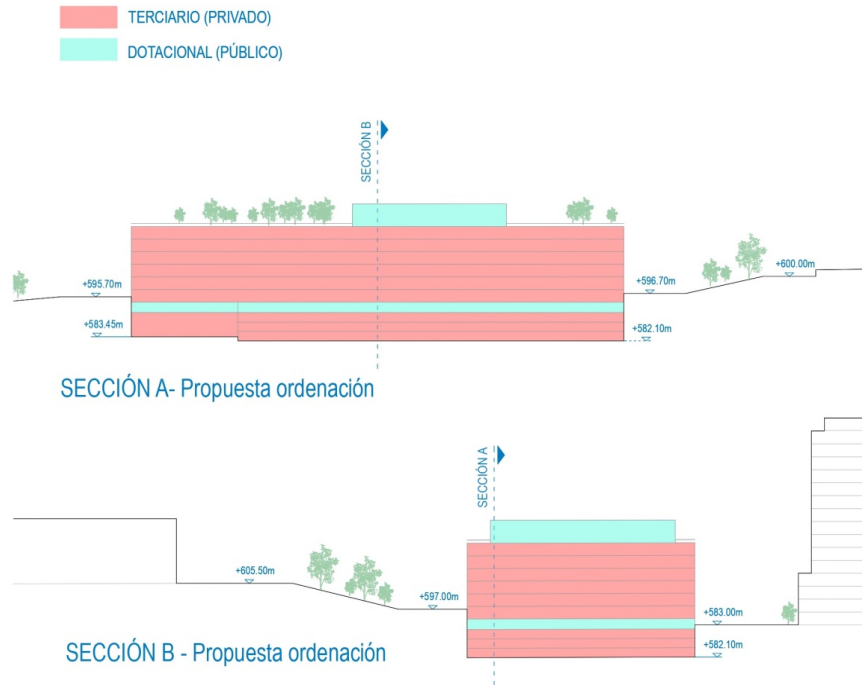 TERCIARIO (PRIVADO)
DOTACIONAL (PÚBLICO)
SECCIÓN B
+595.70m
+596.70m
+600.00m
+583.45m
+582.10m
SECCIÓN A- Propuesta ordenación
SECCIÓN A
+605.50m
+597.00m
+583.00m
+582.10m
SECCIÓN B - Propuesta ordenación